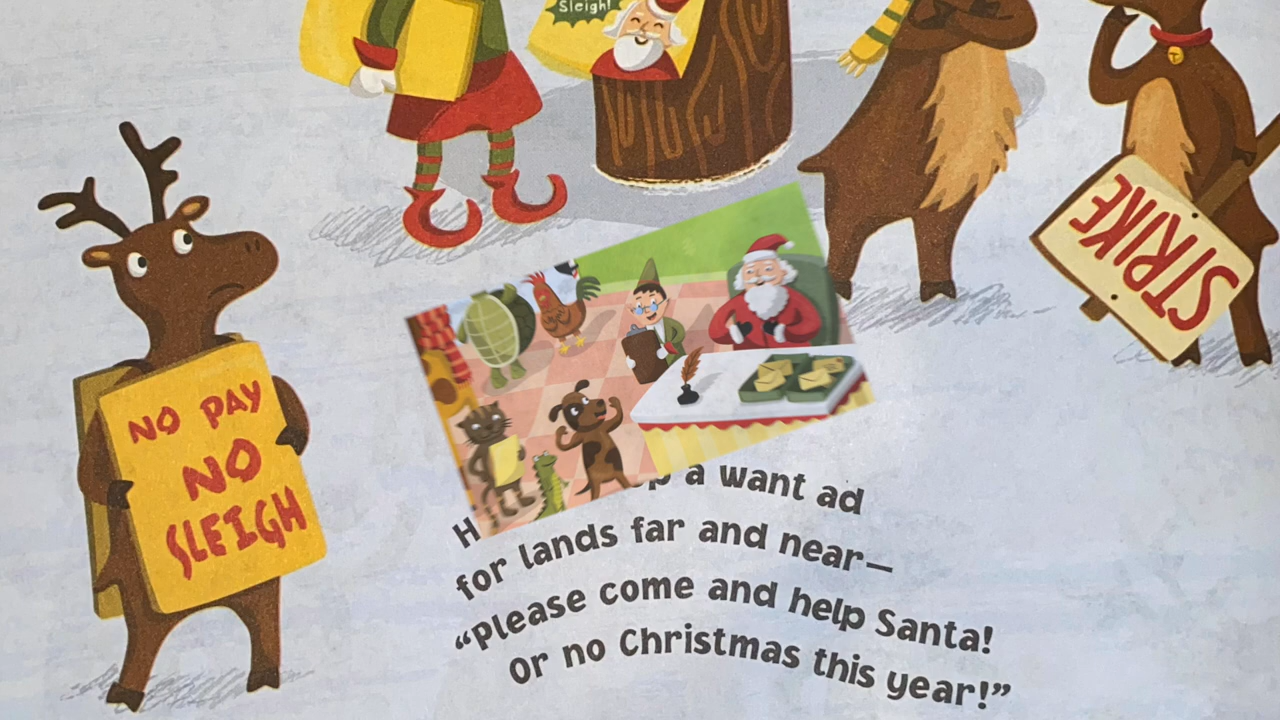 Sleigh!
STRIKE
NO PAY
NO
SLEIGH
a want ad
for lands far and near—
“Please come and help Santa!
Or no Christmas this year!”